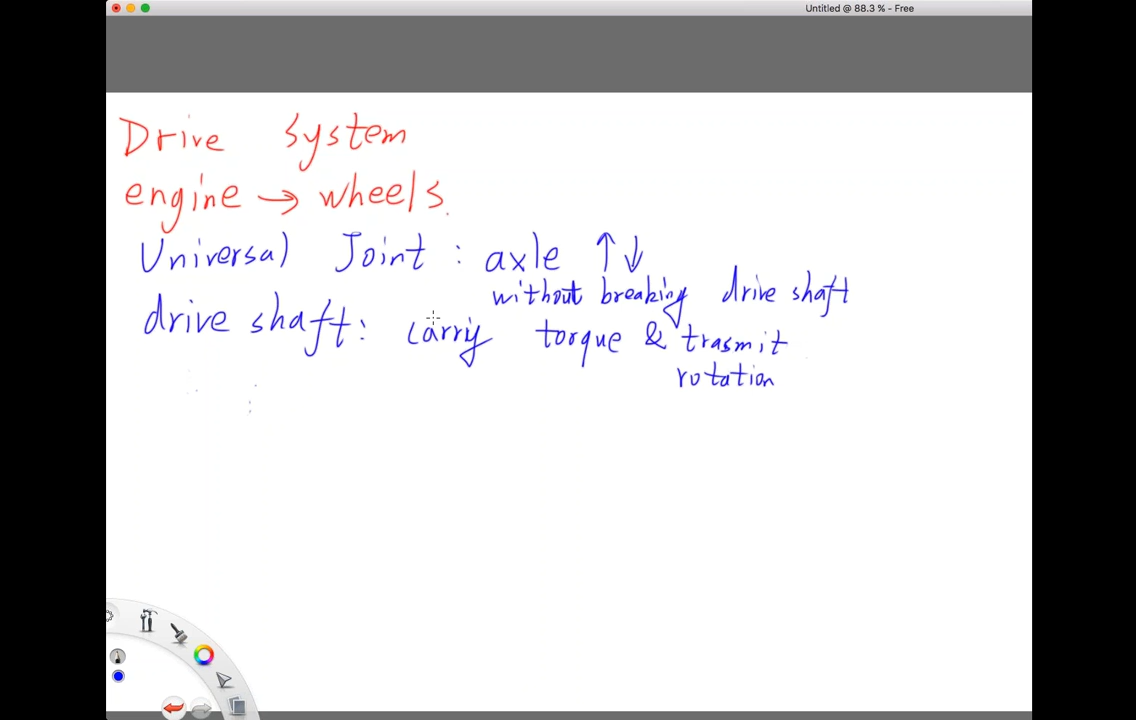 Untitled @ 88.3 % - Free
Drive System
engine → wheels.
Universal Joint : axle ↑↓
without breaking drive shaft
drive shaft: carry torque & trasmit
rotation